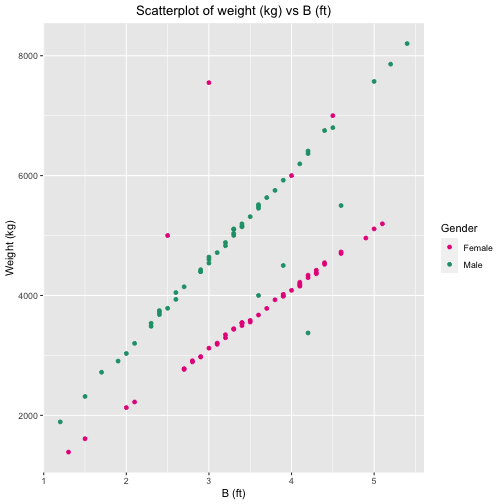 Scatterplot of weight (kg) vs B (ft)
Weight (kg)
8000
6000
4000
2000
1
2
3
4
5
B (ft)
Gender
Female
Male